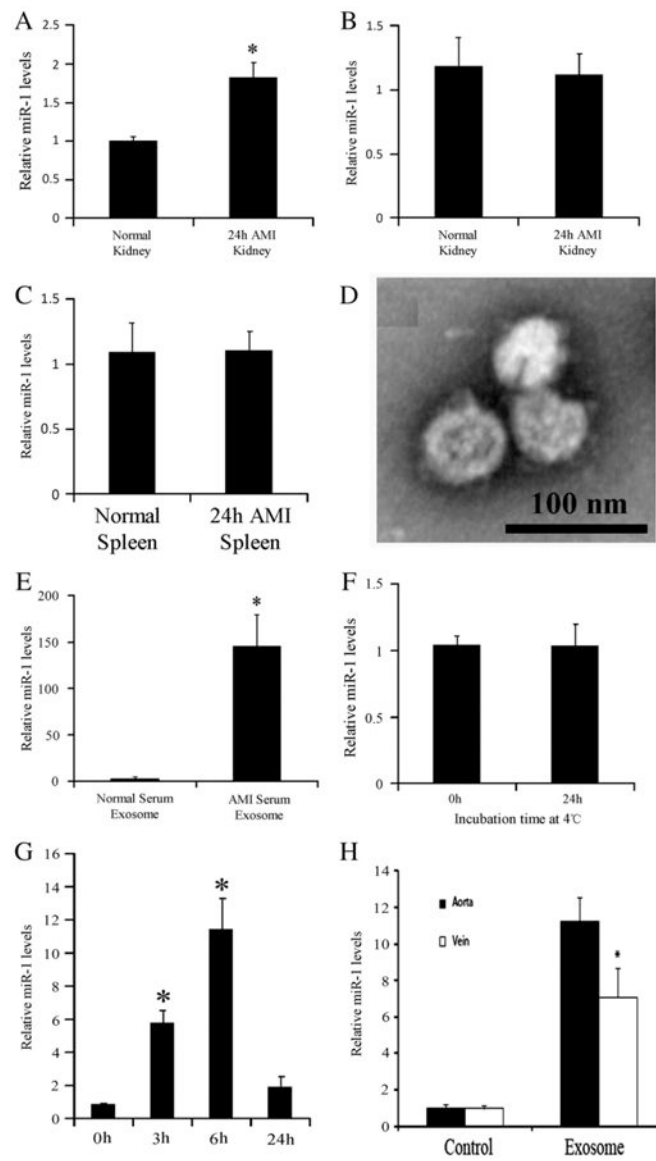 A
Relative miR-1 levels
2.5
2
1.5
1
0.5
0
*
Normal
Kidney
24h AMI
Kidney
B
Relative miR-1 levels
1.5
1
0.5
0
Normal
Kidney
24h AMI
Kidney
C
Relative miR-1 levels
1.5
1
0.5
0
Normal
Spleen
24h AMI
Spleen
D
100 nm
E
Relative miR-1 levels
200
150
100
50
0
*
Normal Serum
Exosome
AMI Serum
Exosome
F
Relative miR-1 levels
1.5
1
0.5
0
0h
24h
Incubation time at 4℃
G
Relative miR-1 levels
16
14
12
10
8
6
4
2
0
*
*
0h
3h
6h
24h
H
Relative miR-1 levels
14
12
10
8
6
4
2
0
Aorta
Vein
*
Control
Exosome